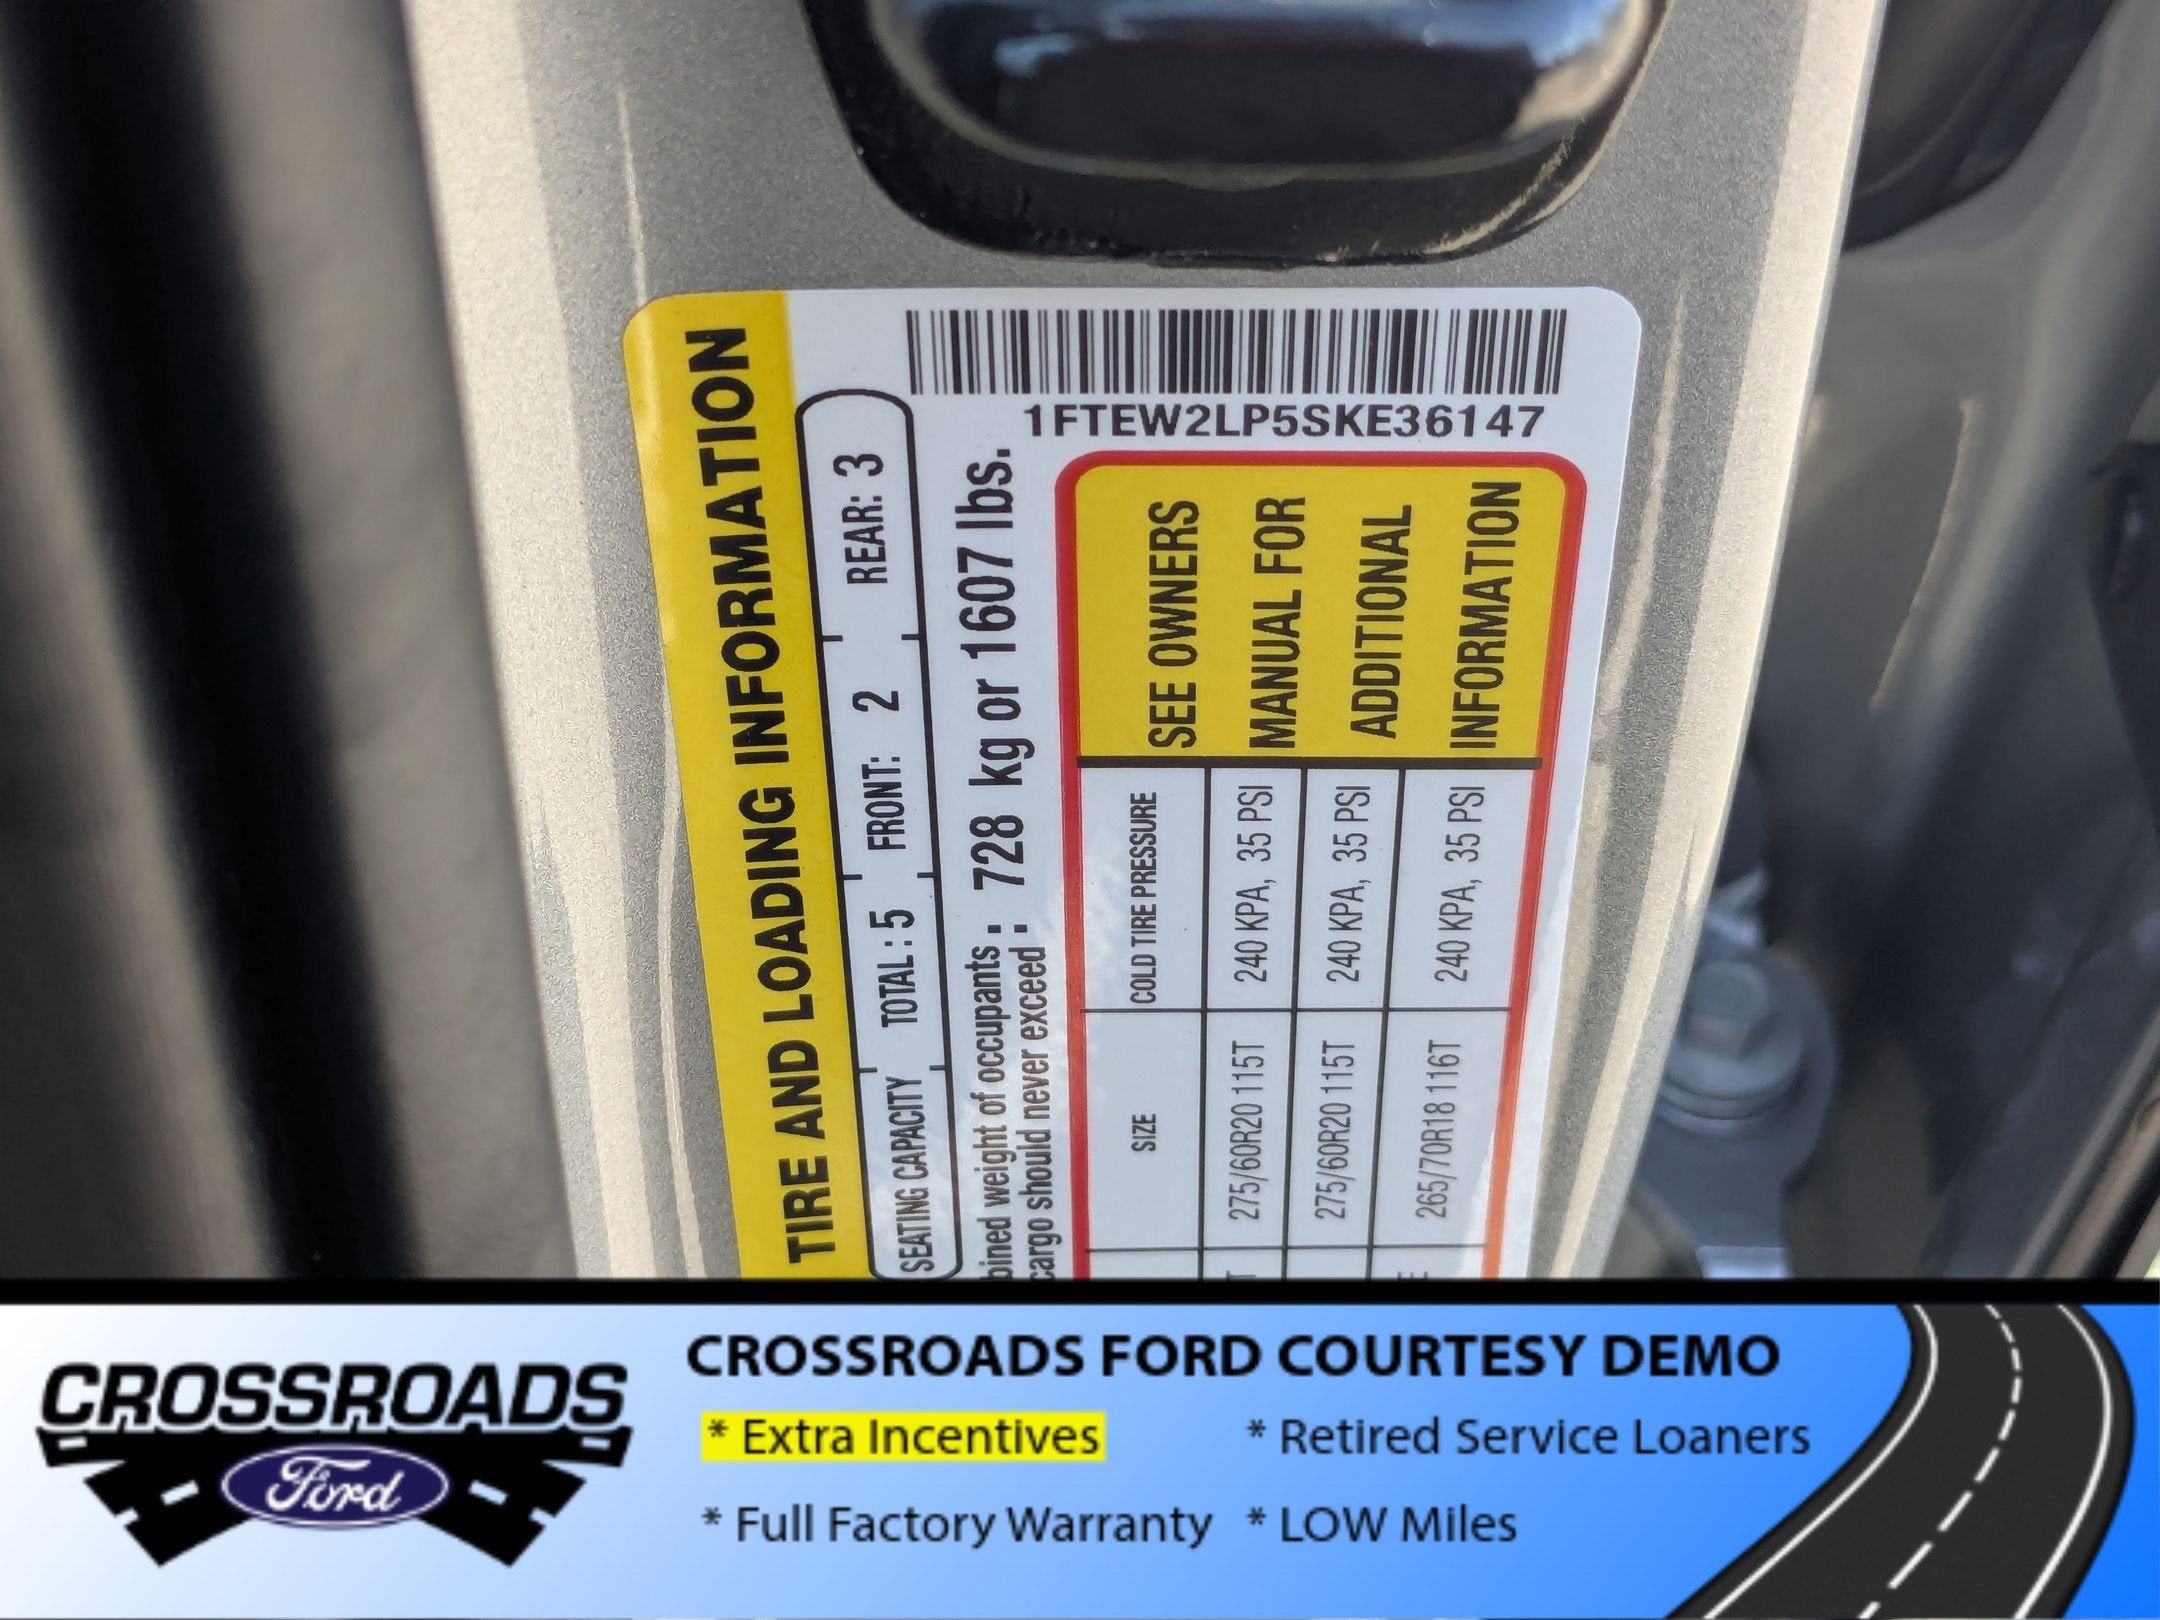 TIRE AND LOADING INFORMATION
SEATING CAPACITY TOTAL : 5 FRONT: 2 REAR: 3
of occupants : 728 kg or 1607 lbs.
cargo should never exceed :
1FTEW2LP5SKE36147
SIZE COLD TIRE PRESSURE
275/60R20 115T 240 KPA, 35 PSI
275/60R20 115T 240 KPA, 35 PSI
265/70R18 116T 240 KPA, 35 PSI
SEE OWNERS
MANUAL FOR
ADDITIONAL
INFORMATION
CROSSROADS
Ford
CROSSROADS FORD COURTESY DEMO
* Extra Incentives * Retired Service Loaners
* Full Factory Warranty * LOW Miles